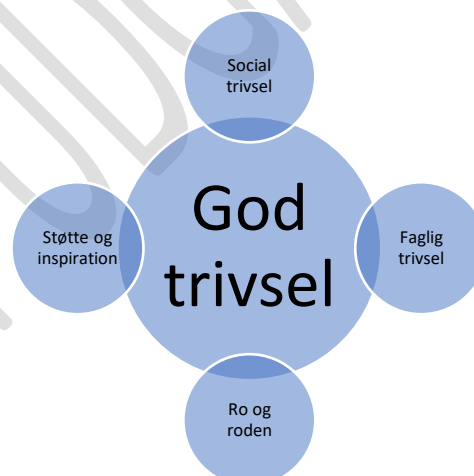 Social
trivsel
God
trivsel
Støtte og
inspiration
Faglig
trivsel
Ro og
roden